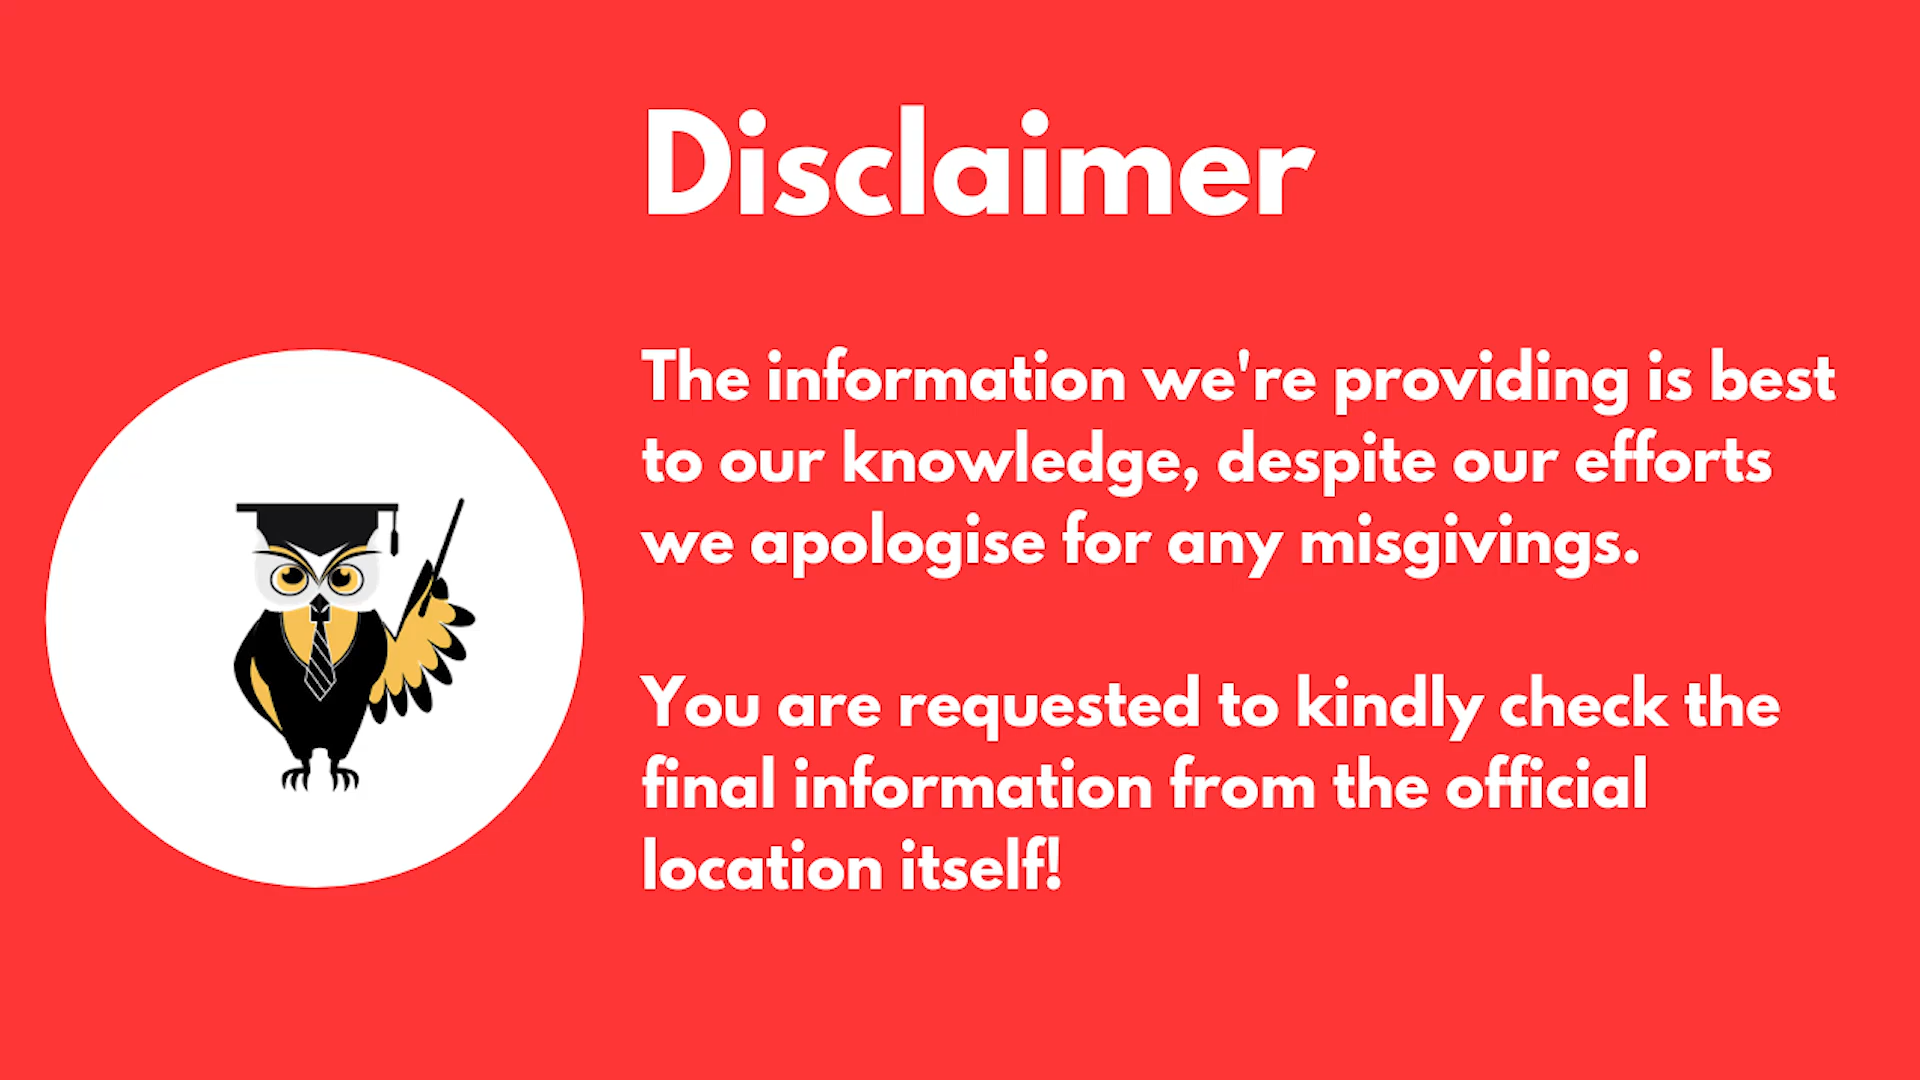 Disclaimer
The information we're providing is best
to our knowledge, despite our efforts
we apologise for any misgivings.
You are requested to kindly check the
final information from the official
location itself!